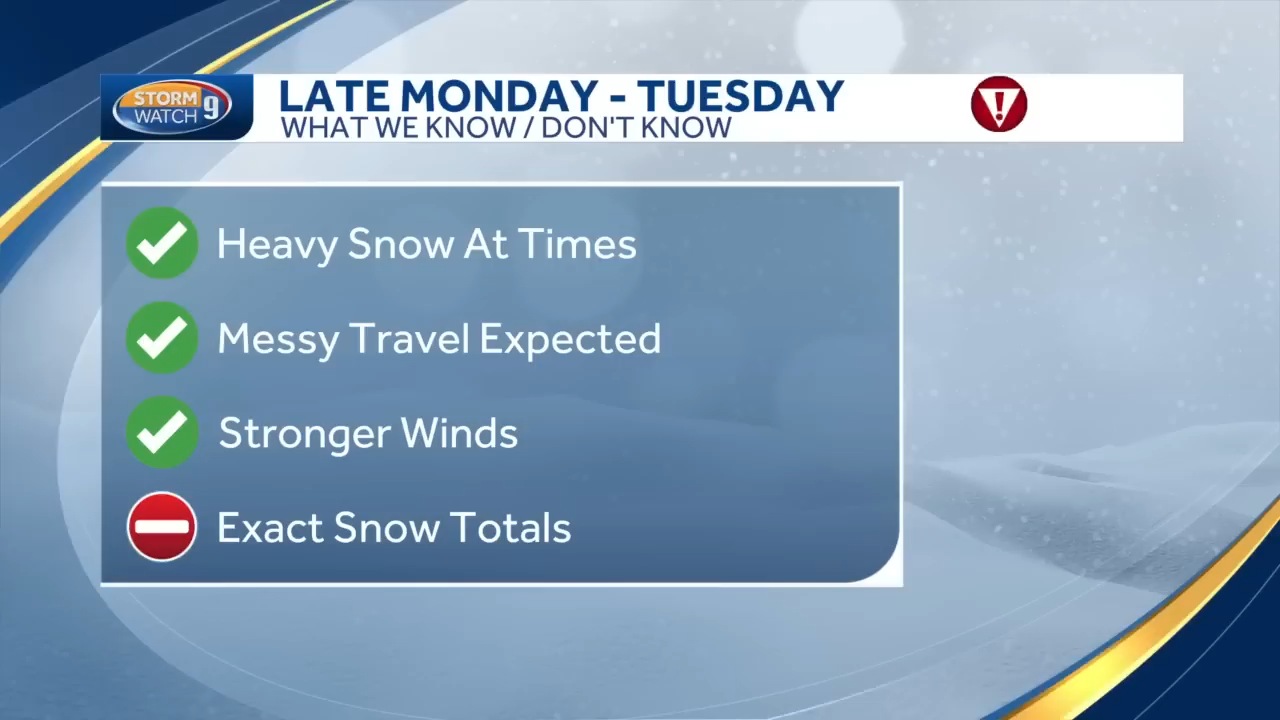 STORM
WATCH 9
LATE MONDAY - TUESDAY
WHAT WE KNOW / DON'T KNOW
Heavy Snow At Times
Messy Travel Expected
Stronger Winds
Exact Snow Totals